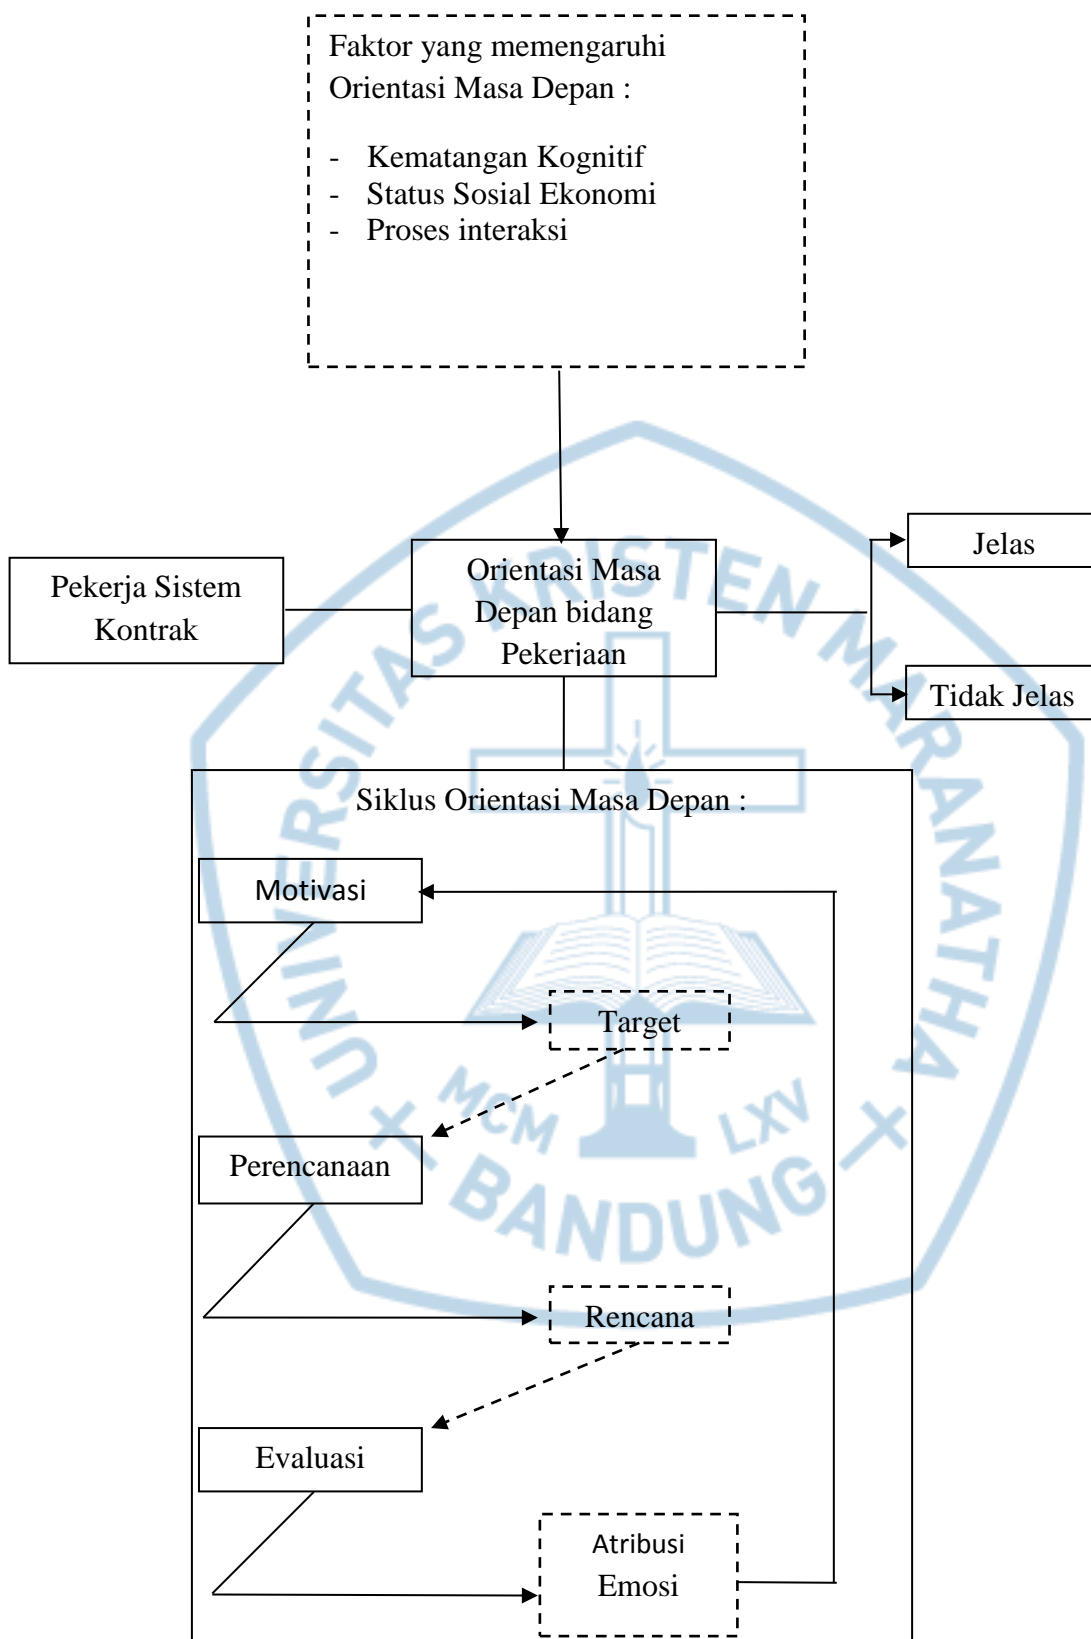 Faktor yang memengaruhi
Orientasi Masa Depan :
- Kematangan Kognitif
- Status Sosial Ekonomi
- Proses interaksi
Pekerja Sistem
Kontrak
Orientasi Masa
Depan bidang
Pekerjaan
Jelas
Tidak Jelas
Siklus Orientasi Masa Depan :
Motivasi
Target
Perencanaan
Rencana
Evaluasi
Atribusi
Emosi
UNIVERSITAS KRISTEN MARANATHA
MCM LXV
BANDUNG